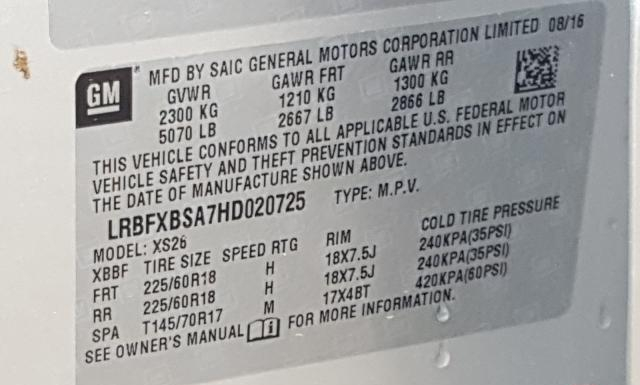 GM MFD BY SAIC GENERAL MOTORS CORPORATION LIMITED 08/16
GVWR GAWR FRT GAWR RR
2300 KG 1210 KG 1300 KG
5070 LB 2667 LB 2866 LB
THIS VEHICLE CONFORMS TO ALL APPLICABLE U.S. FEDERAL MOTOR
VEHICLE SAFETY AND THEFT PREVENTION STANDARDS IN EFFECT ON
THE DATE OF MANUFACTURE SHOWN ABOVE.
LRBFXBSA7HD020725 TYPE: M.P.V.
MODEL: XS26
XBBF TIRE SIZE SPEED RTG RIM COLD TIRE PRESSURE
FRT 225/60R18 H 18X7.5J 240KPA(35PSI)
RR 225/60R18 H 18X7.5J 240KPA(35PSI)
SPA T145/70R17 M 17X4BT 420KPA(60PSI)
SEE OWNER'S MANUAL FOR MORE INFORMATION.